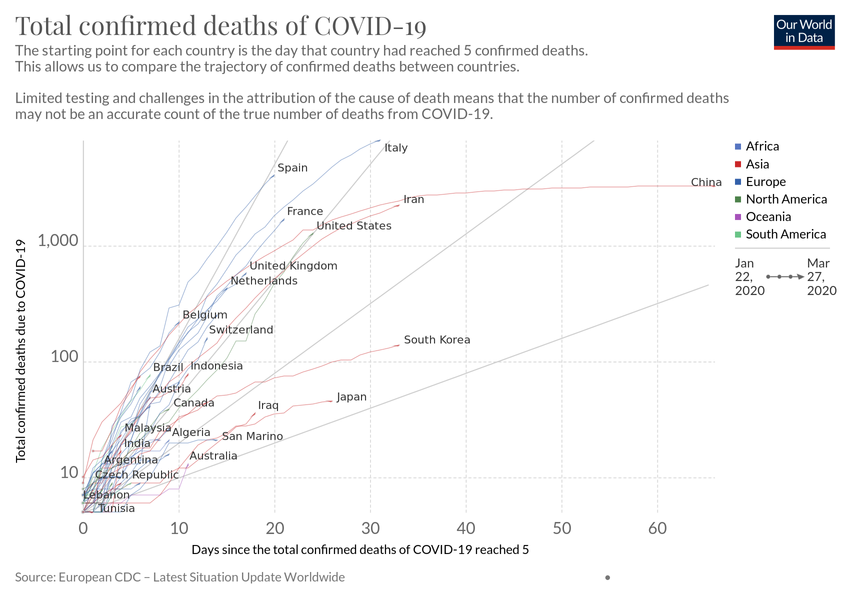 Total confirmed deaths of COVID-19
Our World
in Data
The starting point for each country is the day that country had reached 5 confirmed deaths.
This allows us to compare the trajectory of confirmed deaths between countries.
Limited testing and challenges in the attribution of the cause of death means that the number of confirmed deaths
may not be an accurate count of the true number of deaths from COVID-19.
Italy
Spain
China
Iran
France
United States
1,000
United Kingdom
Netherlands
Belgium
Switzerland
South Korea
100
Brazil
Indonesia
Austria
Canada
Japan
Iraq
Malaysia
Algeria
San Marino
India
Argentina
Australia
Czech Republic
10
Lebanon
Tunisia
Total confirmed deaths due to COVID-19
0
10
20
30
40
50
60
Days since the total confirmed deaths of COVID-19 reached 5
Africa
Asia
Europe
North America
Oceania
South America
Jan
22,
2020
Mar
27,
2020
Source: European CDC – Latest Situation Update Worldwide